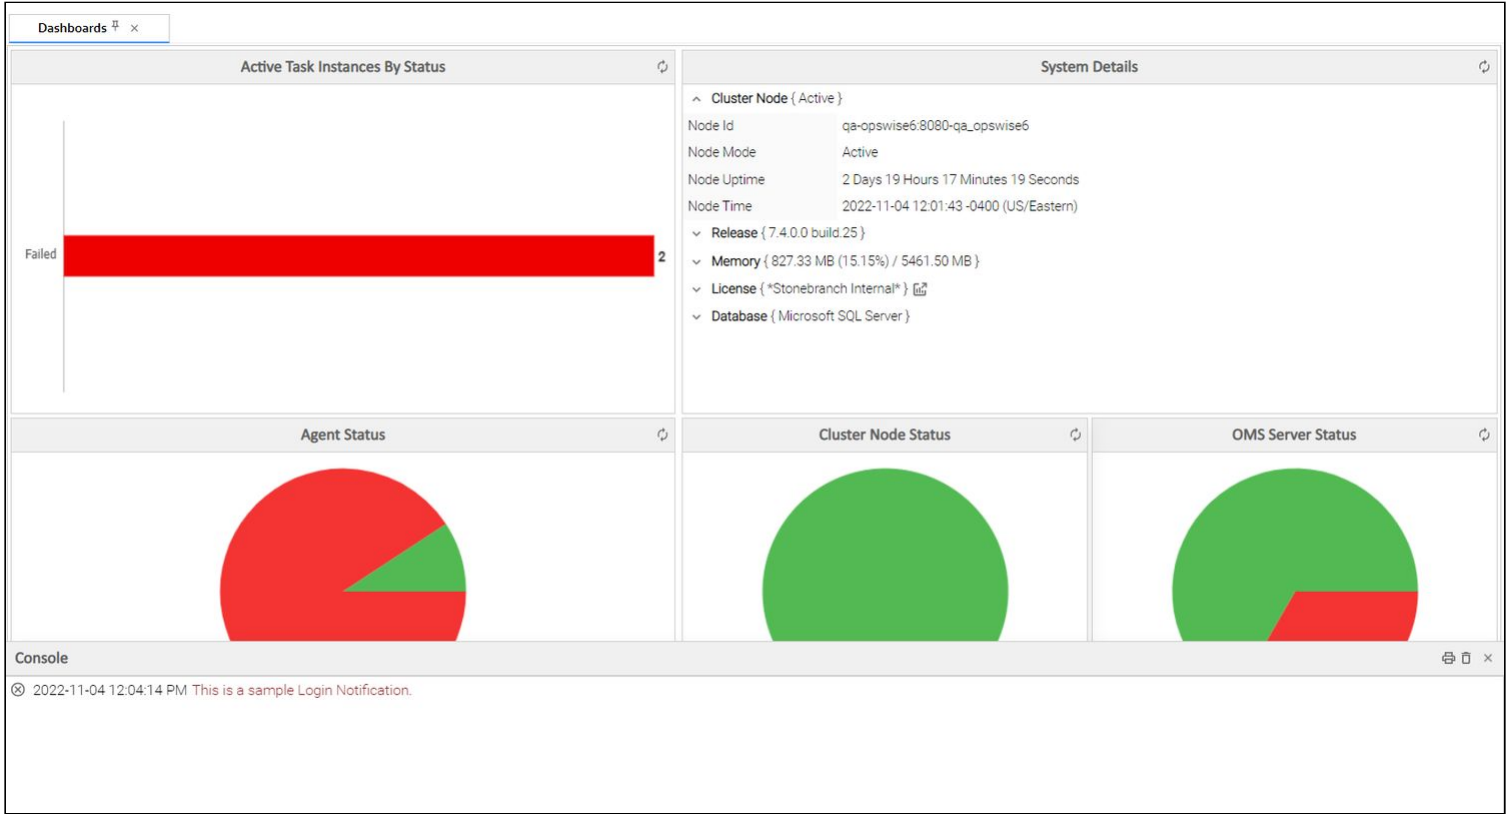 Dashboards
Active Task Instances By Status
Failed
2
System Details
Cluster Node { Active }
Node Id qa-opswise6:8080-qa_opswise6
Node Mode Active
Node Uptime 2 Days 19 Hours 17 Minutes 19 Seconds
Node Time 2022-11-04 12:01:43 -0400 (US/Eastern)
Release { 7.4.0.0 build.25 }
Memory { 827.33 MB (15.15%) / 5461.50 MB }
License { *Stonebranch Internal* }
Database { Microsoft SQL Server }
Agent Status
Cluster Node Status
OMS Server Status
Console
2022-11-04 12:04:14 PM This is a sample Login Notification.